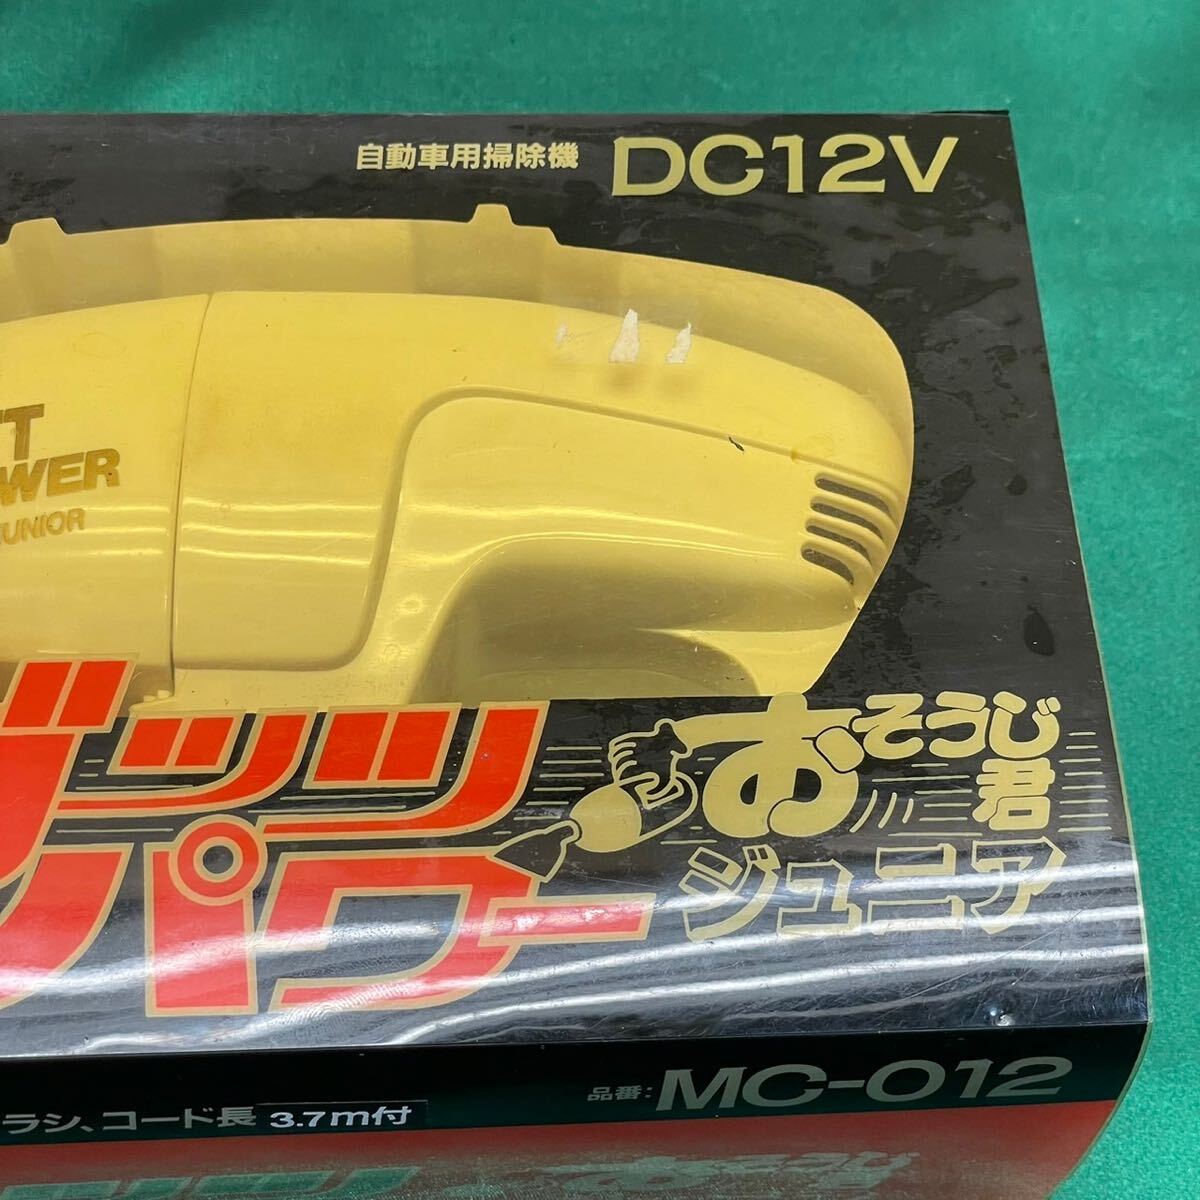 自動車用掃除機 DC12V
WER
JUNIOR
ガッツ
パワー
おそうじ
君
ジュニア
品番: MC-012
ラシ、コード長 3.7m付